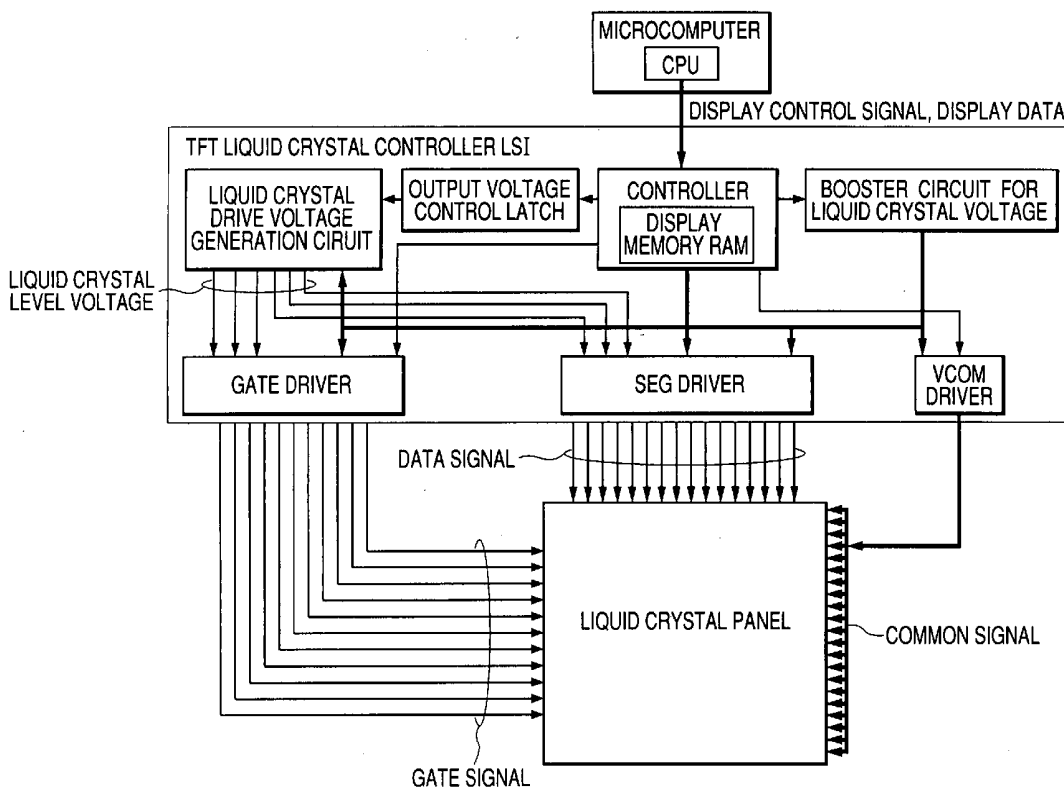 MICROCOMPUTER
CPU
DISPLAY CONTROL SIGNAL, DISPLAY DATA
TFT LIQUID CRYSTAL CONTROLLER LSI
LIQUID CRYSTAL
DRIVE VOLTAGE
GENERATION CIRUIT
OUTPUT VOLTAGE
CONTROL LATCH
CONTROLLER
DISPLAY
MEMORY RAM
BOOSTER CIRCUIT FOR
LIQUID CRYSTAL VOLTAGE
LIQUID CRYSTAL
LEVEL VOLTAGE
GATE DRIVER
SEG DRIVER
VCOM
DRIVER
DATA SIGNAL
LIQUID CRYSTAL PANEL
COMMON SIGNAL
GATE SIGNAL